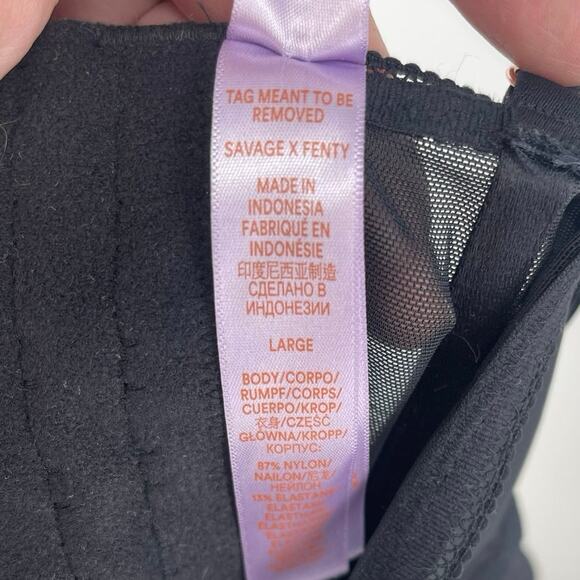 TAG MEANT TO BE
REMOVED
SAVAGE X FENTY
MADE IN
INDONESIA
FABRIQUÉ EN
INDONÉSIE
印度尼西亚制造
СДЕЛАНО В
ИНДОНЕЗИИ
LARGE
BODY/CORPO/
RUMPF/CORPS/
CUERPO/KROP/
衣身/CZĘŚĆ
GŁÓWNA/KROPP/
КОРПУС:
87% NYLON/
NAILON/尼龙/
НЕЙЛОН
13% ELASTANE/
ELASTAN/